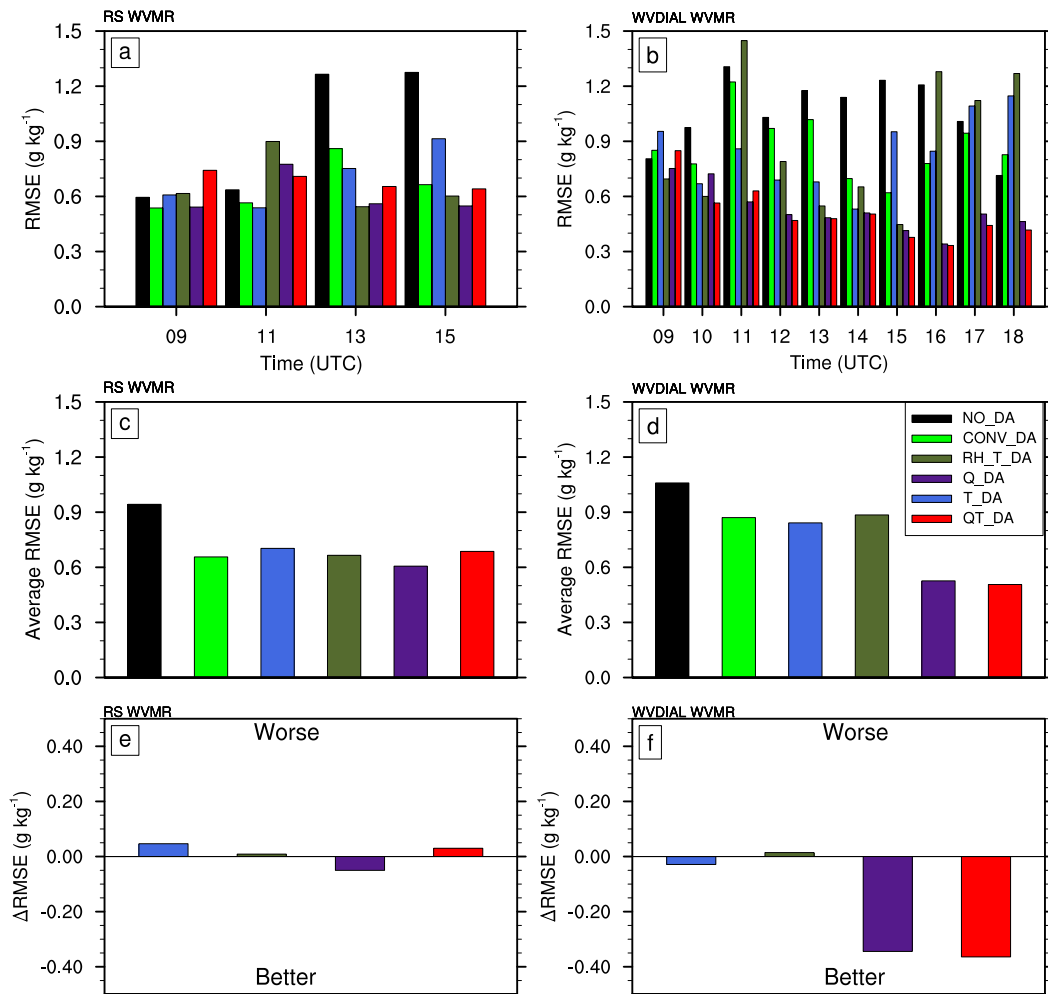 RS WVMR
a
RMSE (g kg-1)
1.5
1.2
0.9
0.6
0.3
0.0
09 11 13 15
Time (UTC)
WVDIAL WVMR
b
RMSE (g kg-1)
1.5
1.2
0.9
0.6
0.3
0.0
09 10 11 12 13 14 15 16 17 18
Time (UTC)
RS WVMR
c
Average RMSE (g kg-1)
1.5
1.2
0.9
0.6
0.3
0.0
WVDIAL WVMR
d
Average RMSE (g kg-1)
1.5
1.2
0.9
0.6
0.3
0.0
NO_DA
CONV_DA
RH_T_DA
Q_DA
T_DA
QT_DA
RS WVMR
e
Worse
ΔRMSE (g kg-1)
0.40
0.20
0.00
-0.20
-0.40
Better
WVDIAL WVMR
f
Worse
ΔRMSE (g kg-1)
0.40
0.20
0.00
-0.20
-0.40
Better